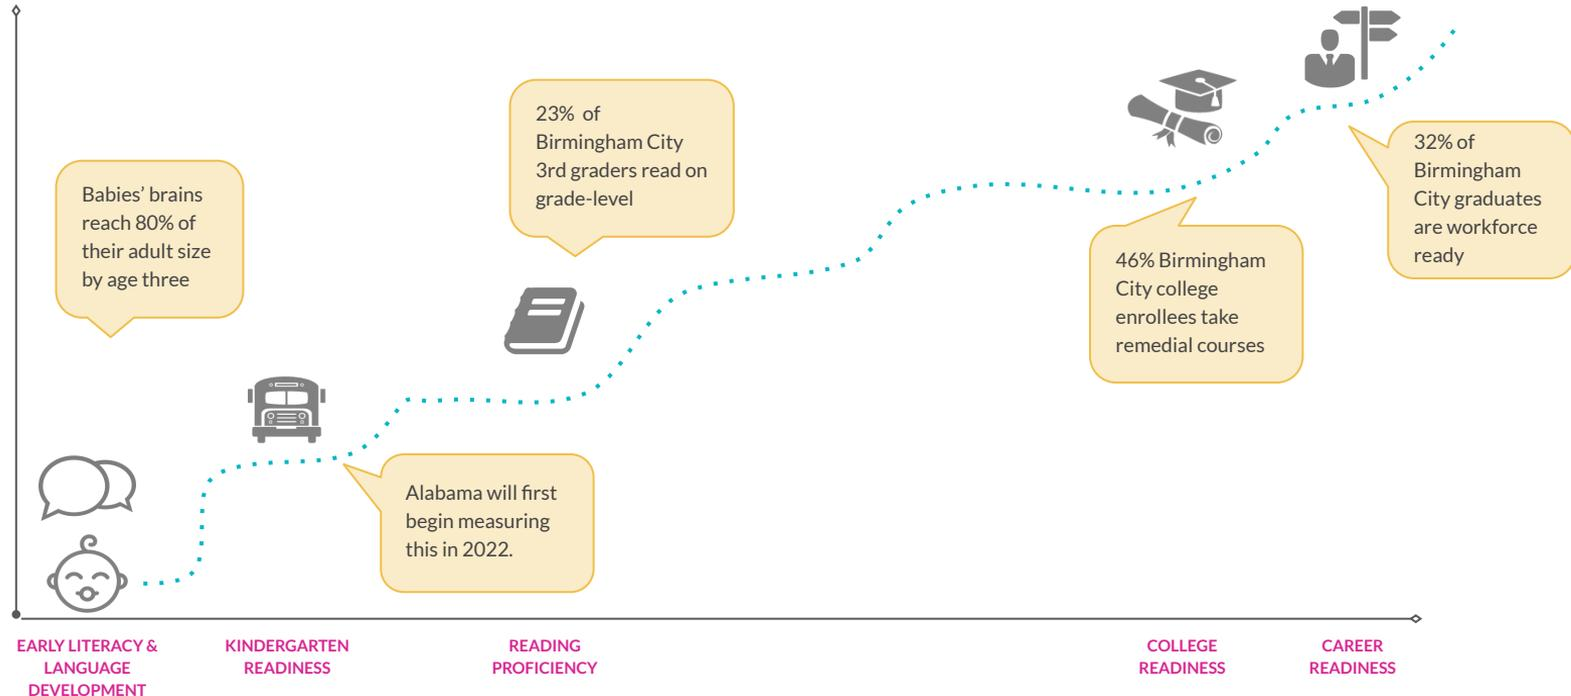 Babies’ brains
reach 80% of
their adult size
by age three
23% of
Birmingham City
3rd graders read on
grade-level
Alabama will first
begin measuring
this in 2022.
46% Birmingham
City college
enrollees take
remedial courses
32% of
Birmingham
City graduates
are workforce
ready
EARLY LITERACY &
LANGUAGE
DEVELOPMENT
KINDERGARTEN
READINESS
READING
PROFICIENCY
COLLEGE
READINESS
CAREER
READINESS